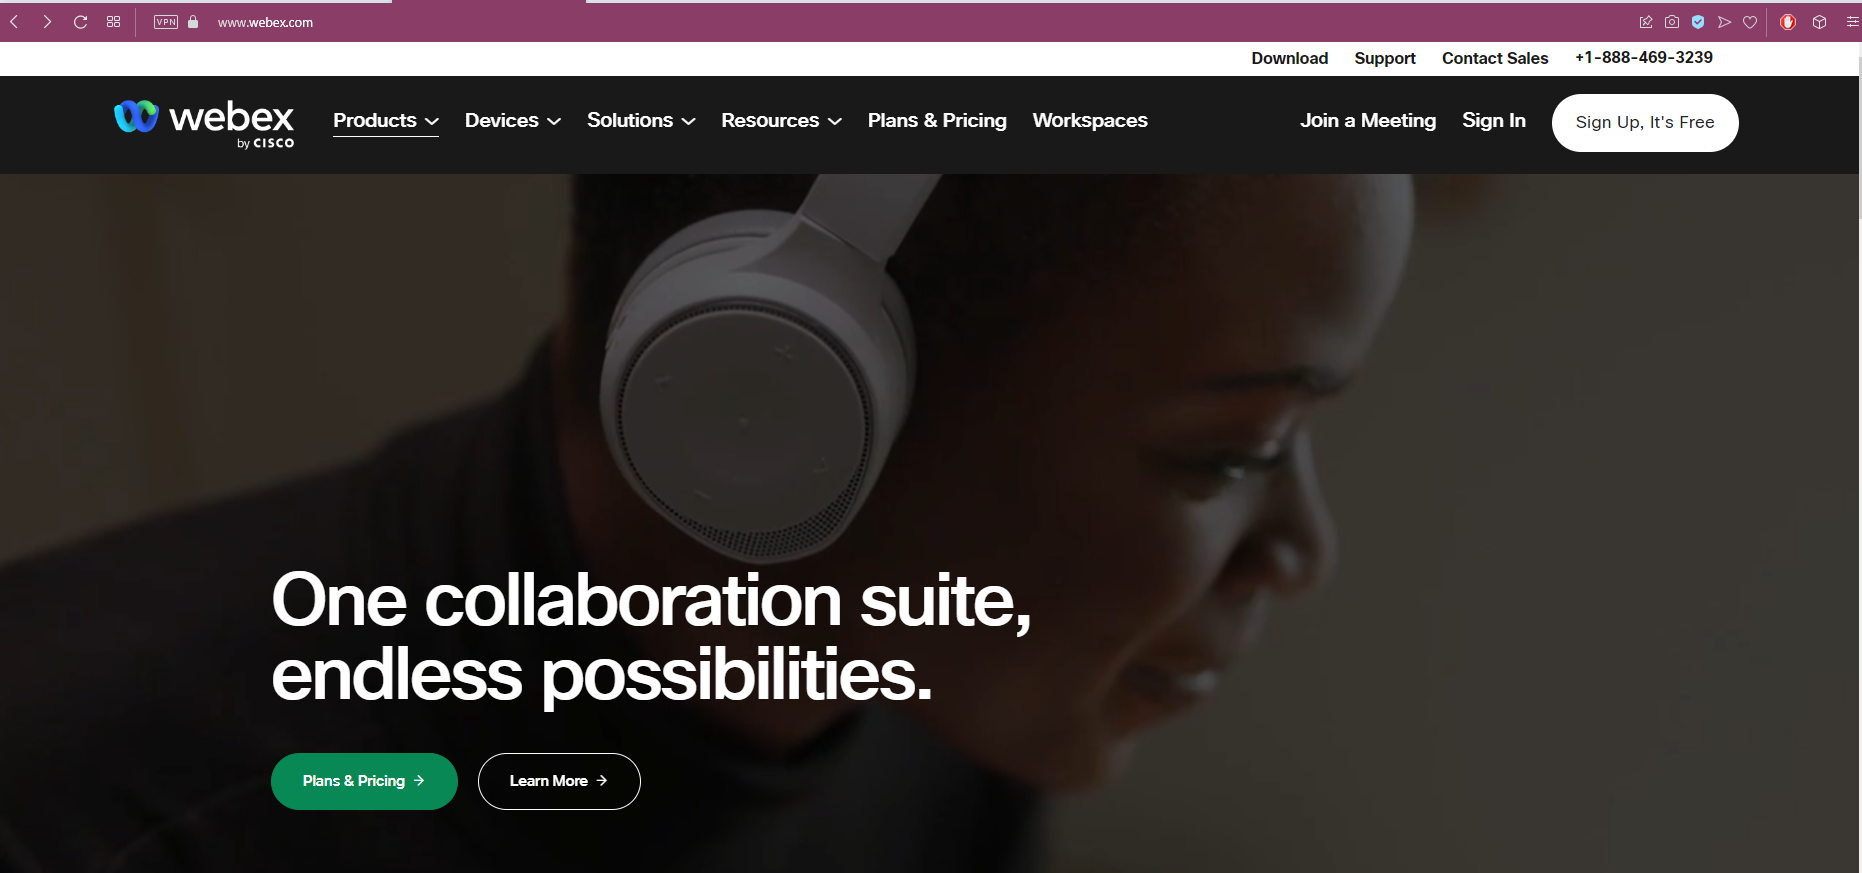 VPN www.webex.com
Download Support Contact Sales +1-888-469-3239
webex by CISCO Products Devices Solutions Resources Plans & Pricing Workspaces Join a Meeting Sign In Sign Up, It's Free
One collaboration suite,
endless possibilities.
Plans & Pricing → Learn More →